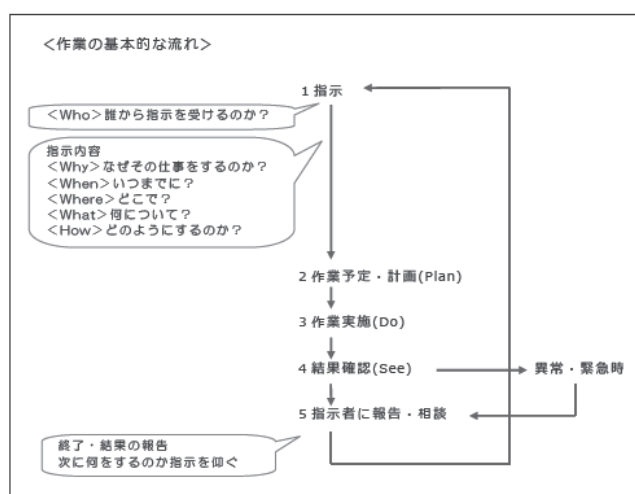 ＜作業の基本的な流れ＞
1 指示
＜Who＞誰から指示を受けるのか？
指示内容
＜Why＞なぜその仕事をするのか？
＜When＞いつまでに？
＜Where＞どこで？
＜What＞何について？
＜How＞どのようにするのか？
2 作業予定・計画(Plan)
3 作業実施(Do)
4 結果確認(See)
異常・緊急時
5 指示者に報告・相談
終了・結果の報告
次に何をするのか指示を仰ぐ